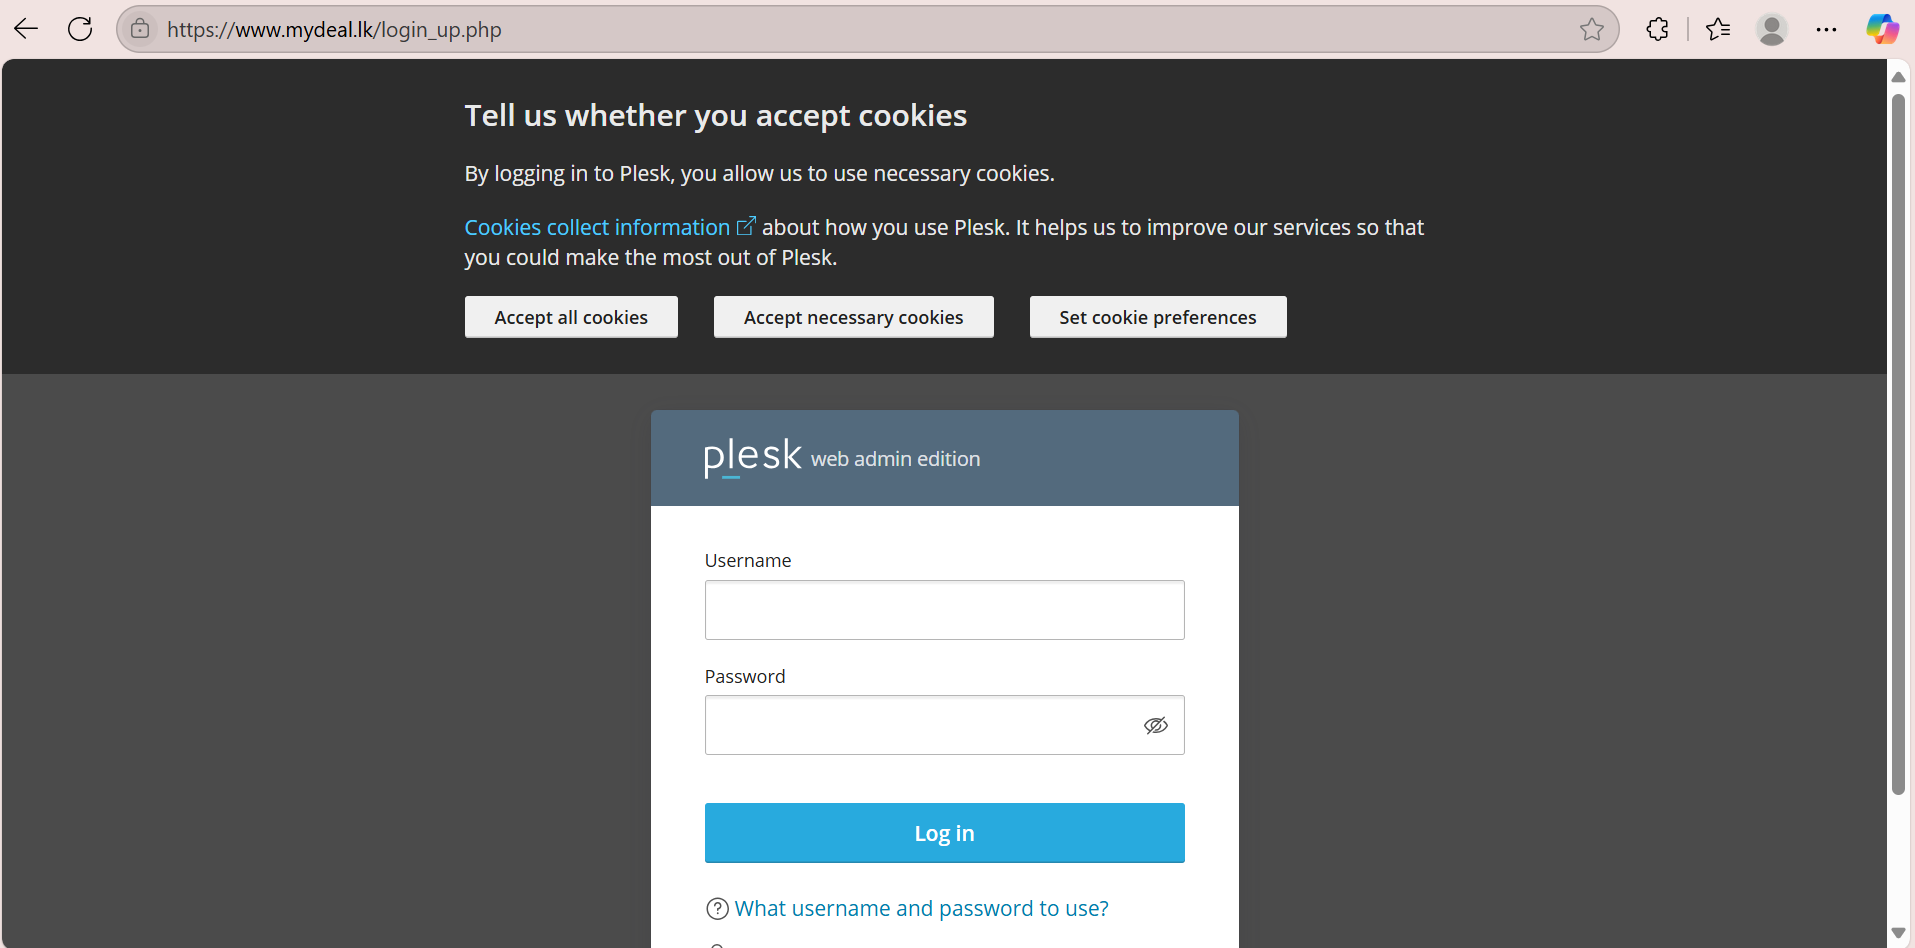 https://www.mydeal.lk/login_up.php
Tell us whether you accept cookies
By logging in to Plesk, you allow us to use necessary cookies.
Cookies collect information about how you use Plesk. It helps us to improve our services so that
you could make the most out of Plesk.
Accept all cookies
Accept necessary cookies
Set cookie preferences
plesk web admin edition
Username
Password
Log in
What username and password to use?